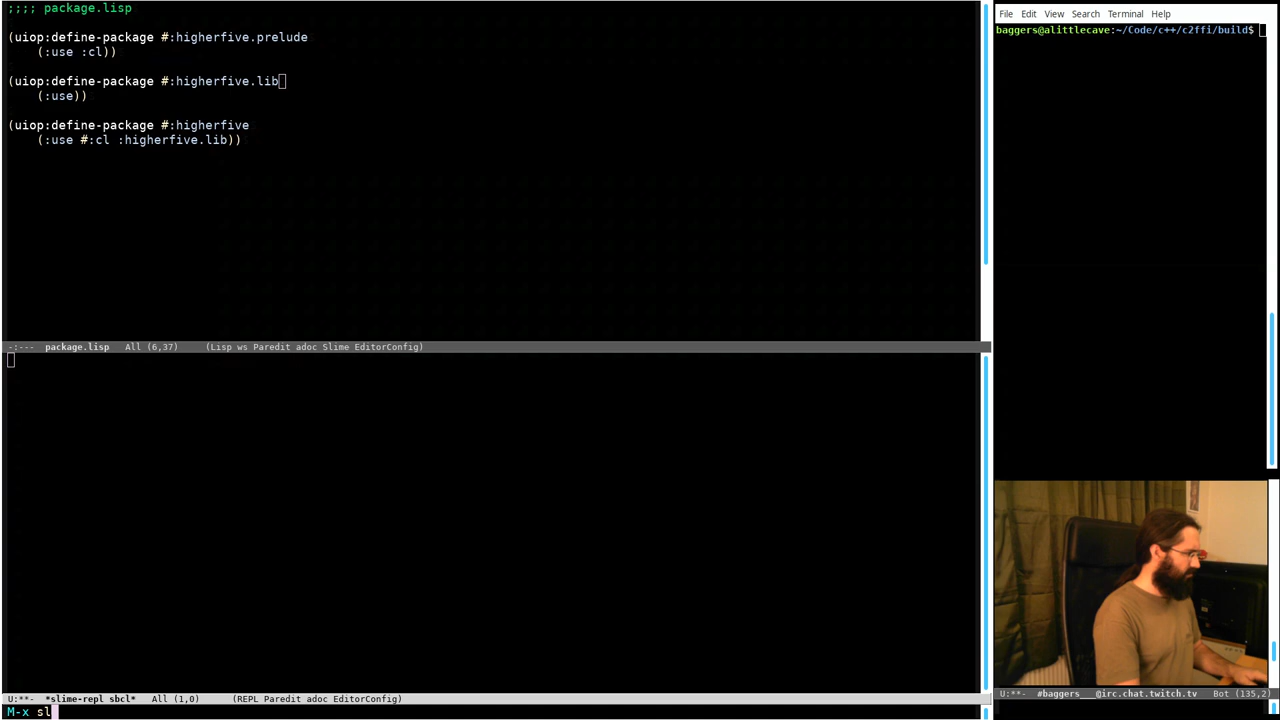 ;;;; package.lisp
(uiop:define-package #:higherfive.prelude
(:use :cl))
(uiop:define-package #:higherfive.lib
(:use))
(uiop:define-package #:higherfive
(:use #:cl :higherfive.lib))
-:--- package.lisp All (6,37) (Lisp ws Paredit adoc Slime EditorConfig)
U:**- *slime-repl sbcl* All (1,0) (REPL Paredit adoc EditorConfig)
M-x sl
File Edit View Search Terminal Help
baggers@alittlecave:~/Code/c++/c2ffi/build$
U:**- #baggers___@irc.chat.twitch.tv Bot (135,2)